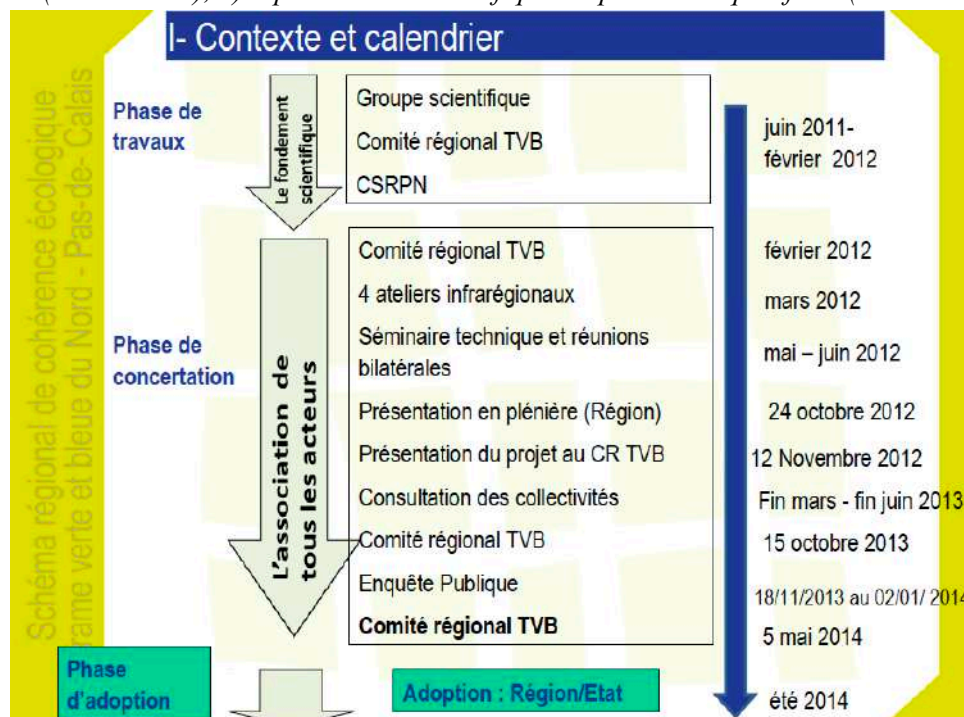 I- Contexte et calendrier
Schéma régional de cohérence écologique
trame verte et bleue du Nord - Pas-de- Calais
Phase de
travaux
Le fondement
scientifique
Groupe scientifique
Comité régional TVB
CSRPN
juin 2011-
février 2012
Phase de
concertation
L'association de
tous les acteurs
Comité régional TVB
février 2012
4 ateliers infrarégionaux
mars 2012
Séminaire technique et réunions
bilatérales
mai – juin 2012
Présentation en plénière (Région)
24 octobre 2012
Présentation du projet au CR TVB
12 Novembre 2012
Consultation des collectivités
Fin mars - fin juin 2013
Comité régional TVB
15 octobre 2013
Enquête Publique
18/11/2013 au 02/01/ 2014
Comité régional TVB
5 mai 2014
Phase
d'adoption
Adoption : Région/Etat
été 2014